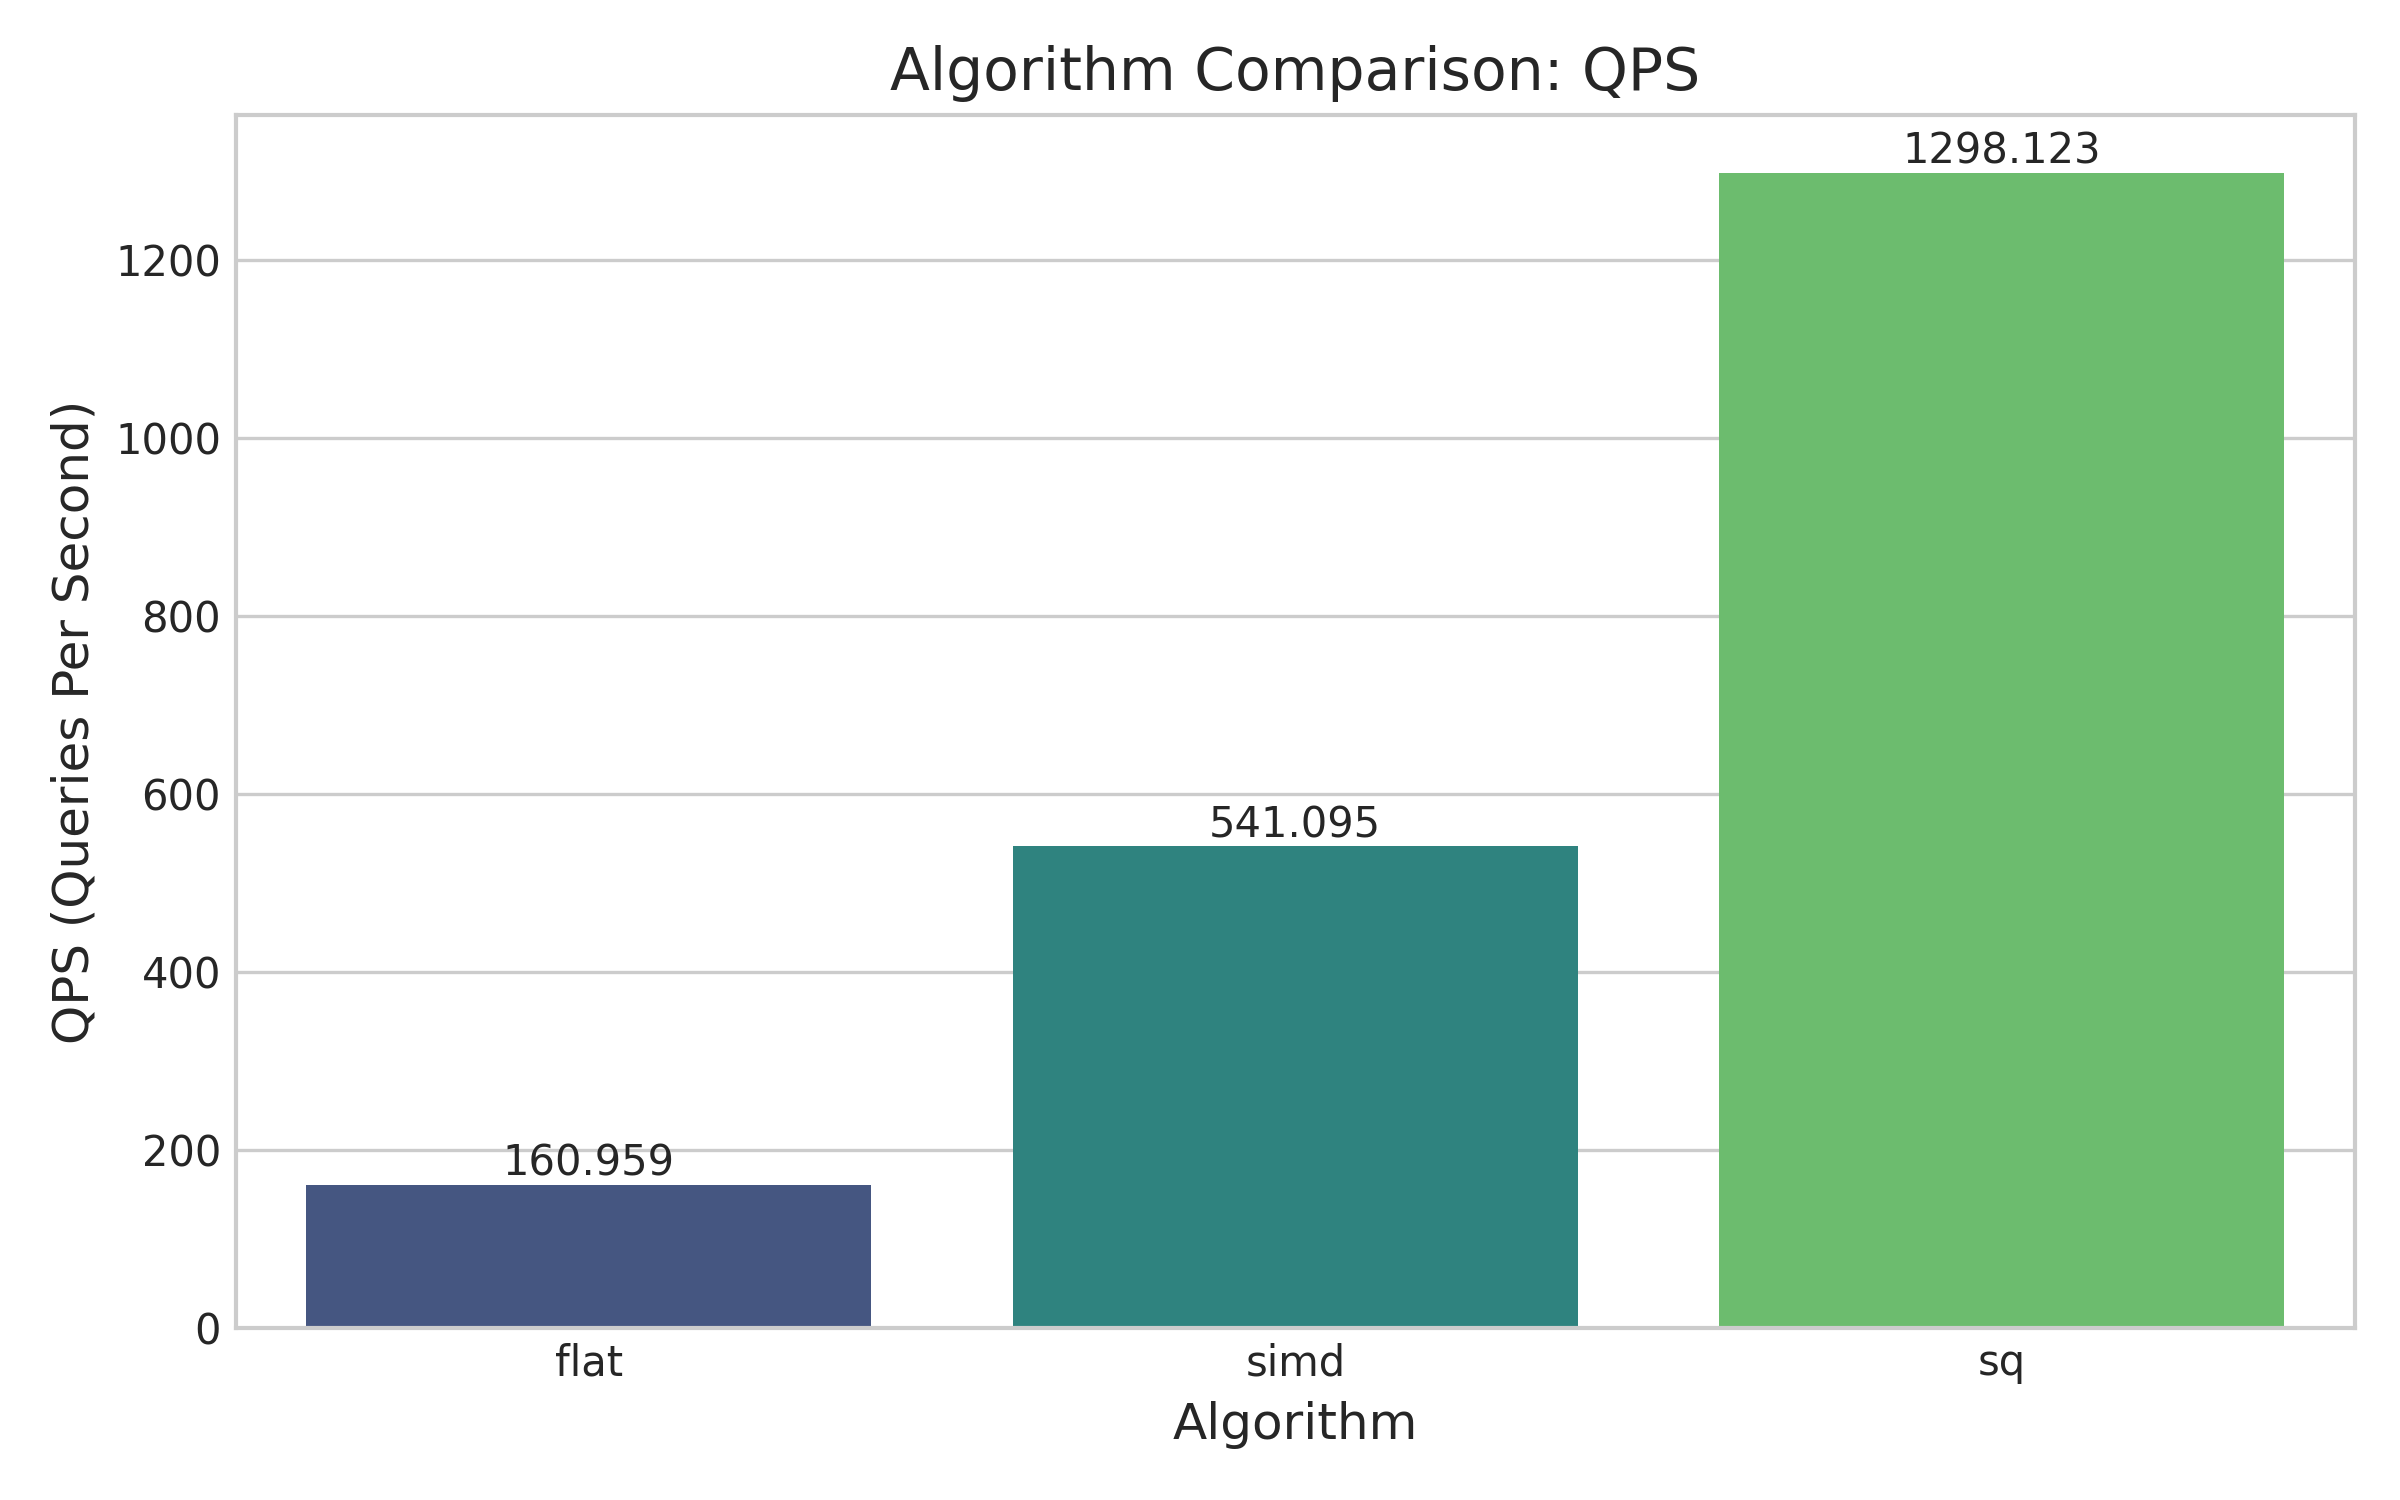 Algorithm Comparison: QPS
QPS (Queries Per Second)
1200
1000
800
600
400
200
0
1298.123
541.095
160.959
flat
simd
sq
Algorithm